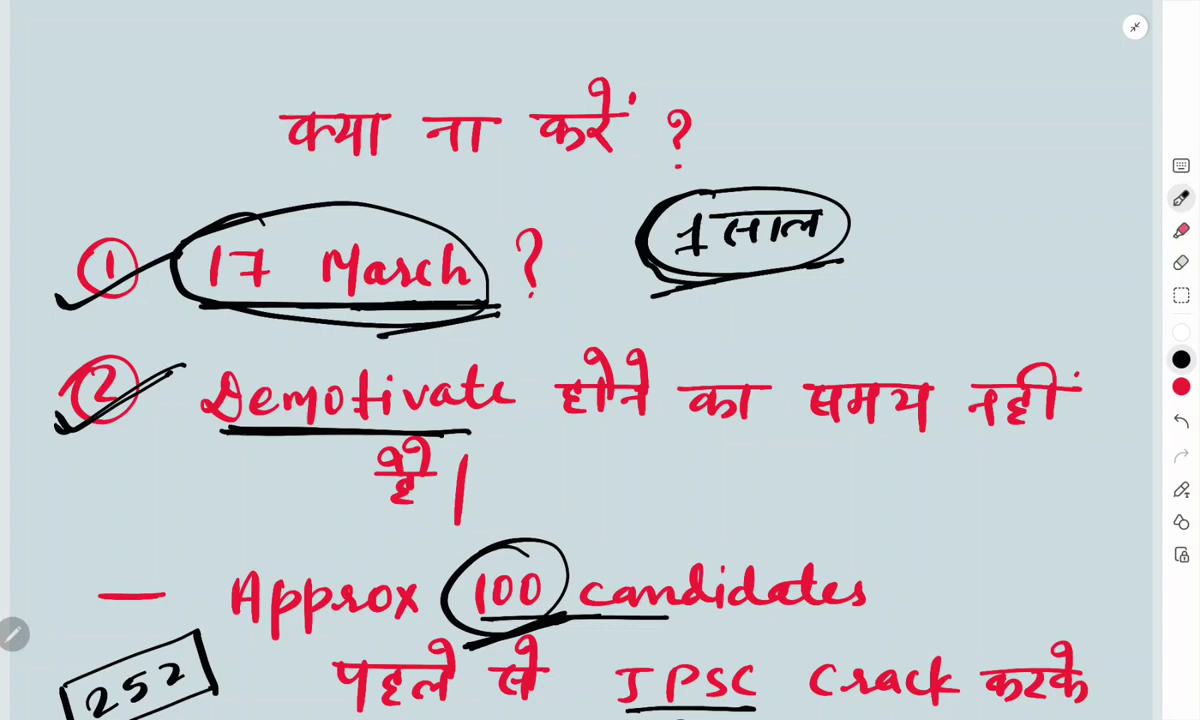 क्या ना करें ?
① 17 March ? 1 साल
② Demotivate होने का समय नहीं
है।
— Approx 100 candidates
252 पहले से JPSC Crack करके